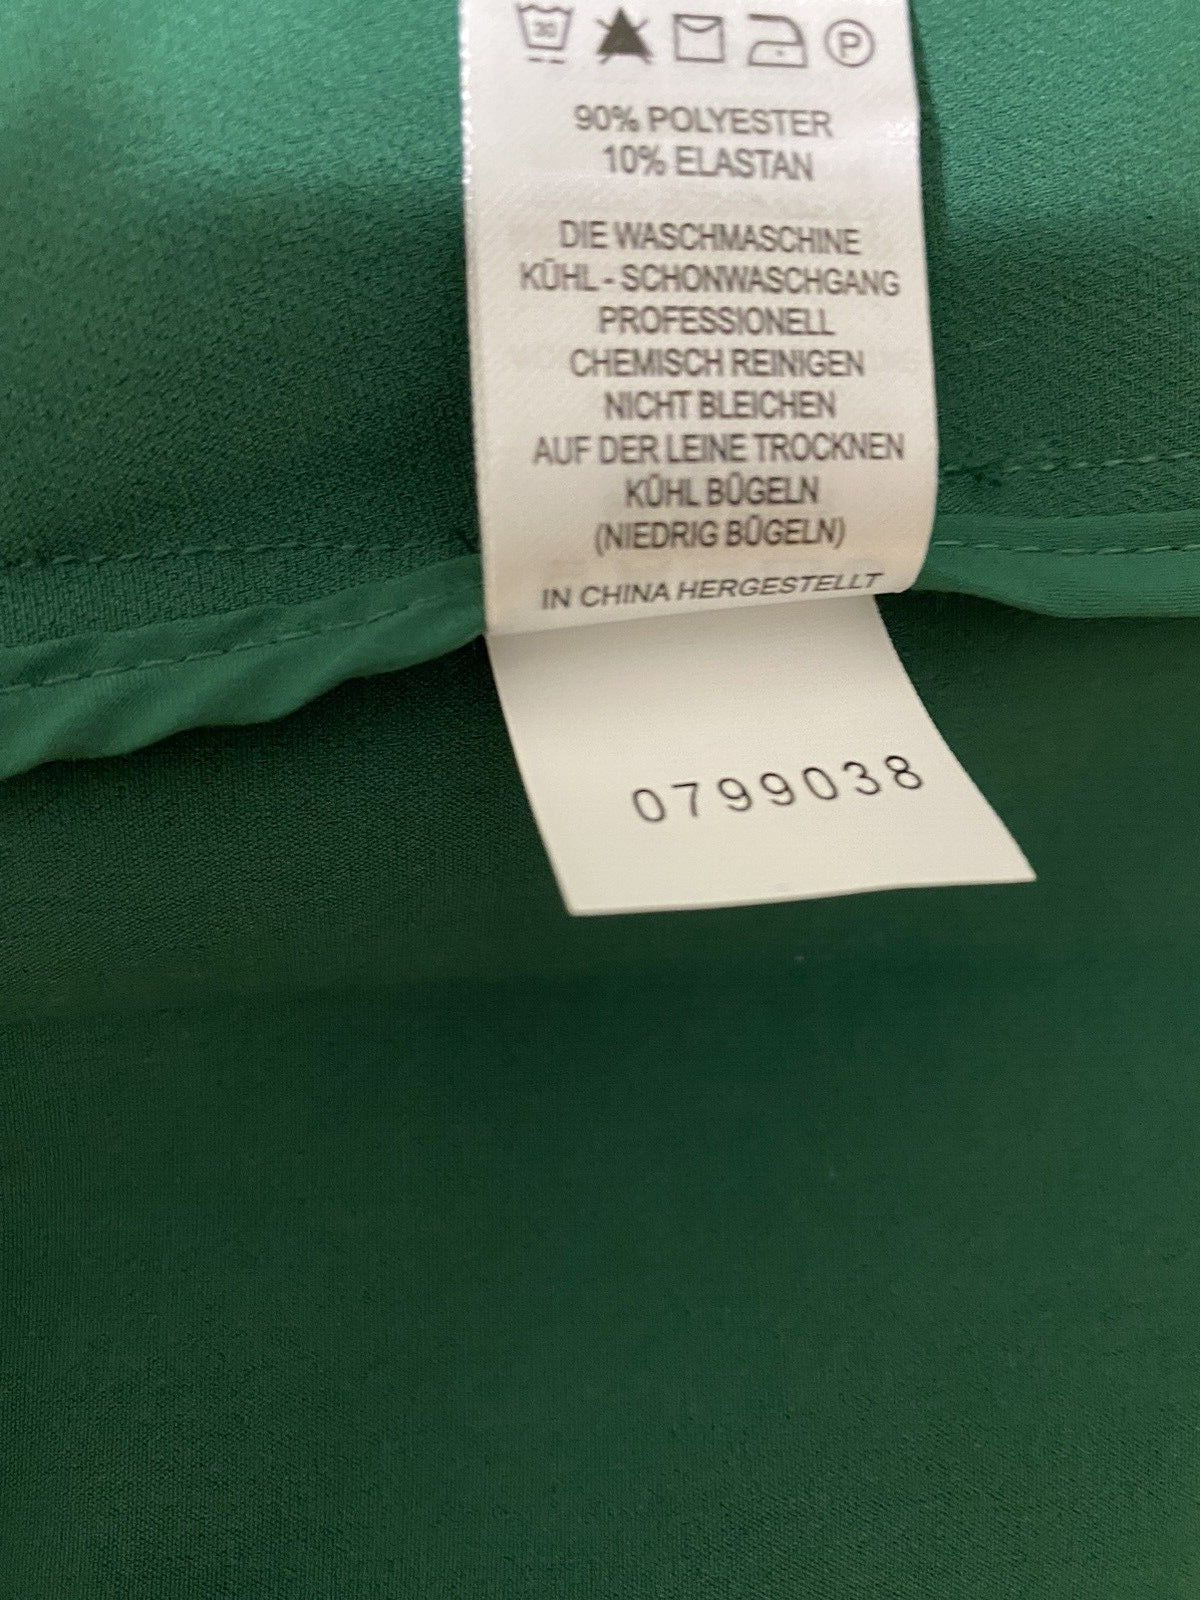 30
P
90% POLYESTER
10% ELASTAN
DIE WASCHMASCHINE
KÜHL - SCHONWASCHGANG
PROFESSIONELL
CHEMISCH REINIGEN
NICHT BLEICHEN
AUF DER LEINE TROCKNEN
KÜHL BÜGELN
(NIEDRIG BÜGELN)
IN CHINA HERGESTELLT
0799038